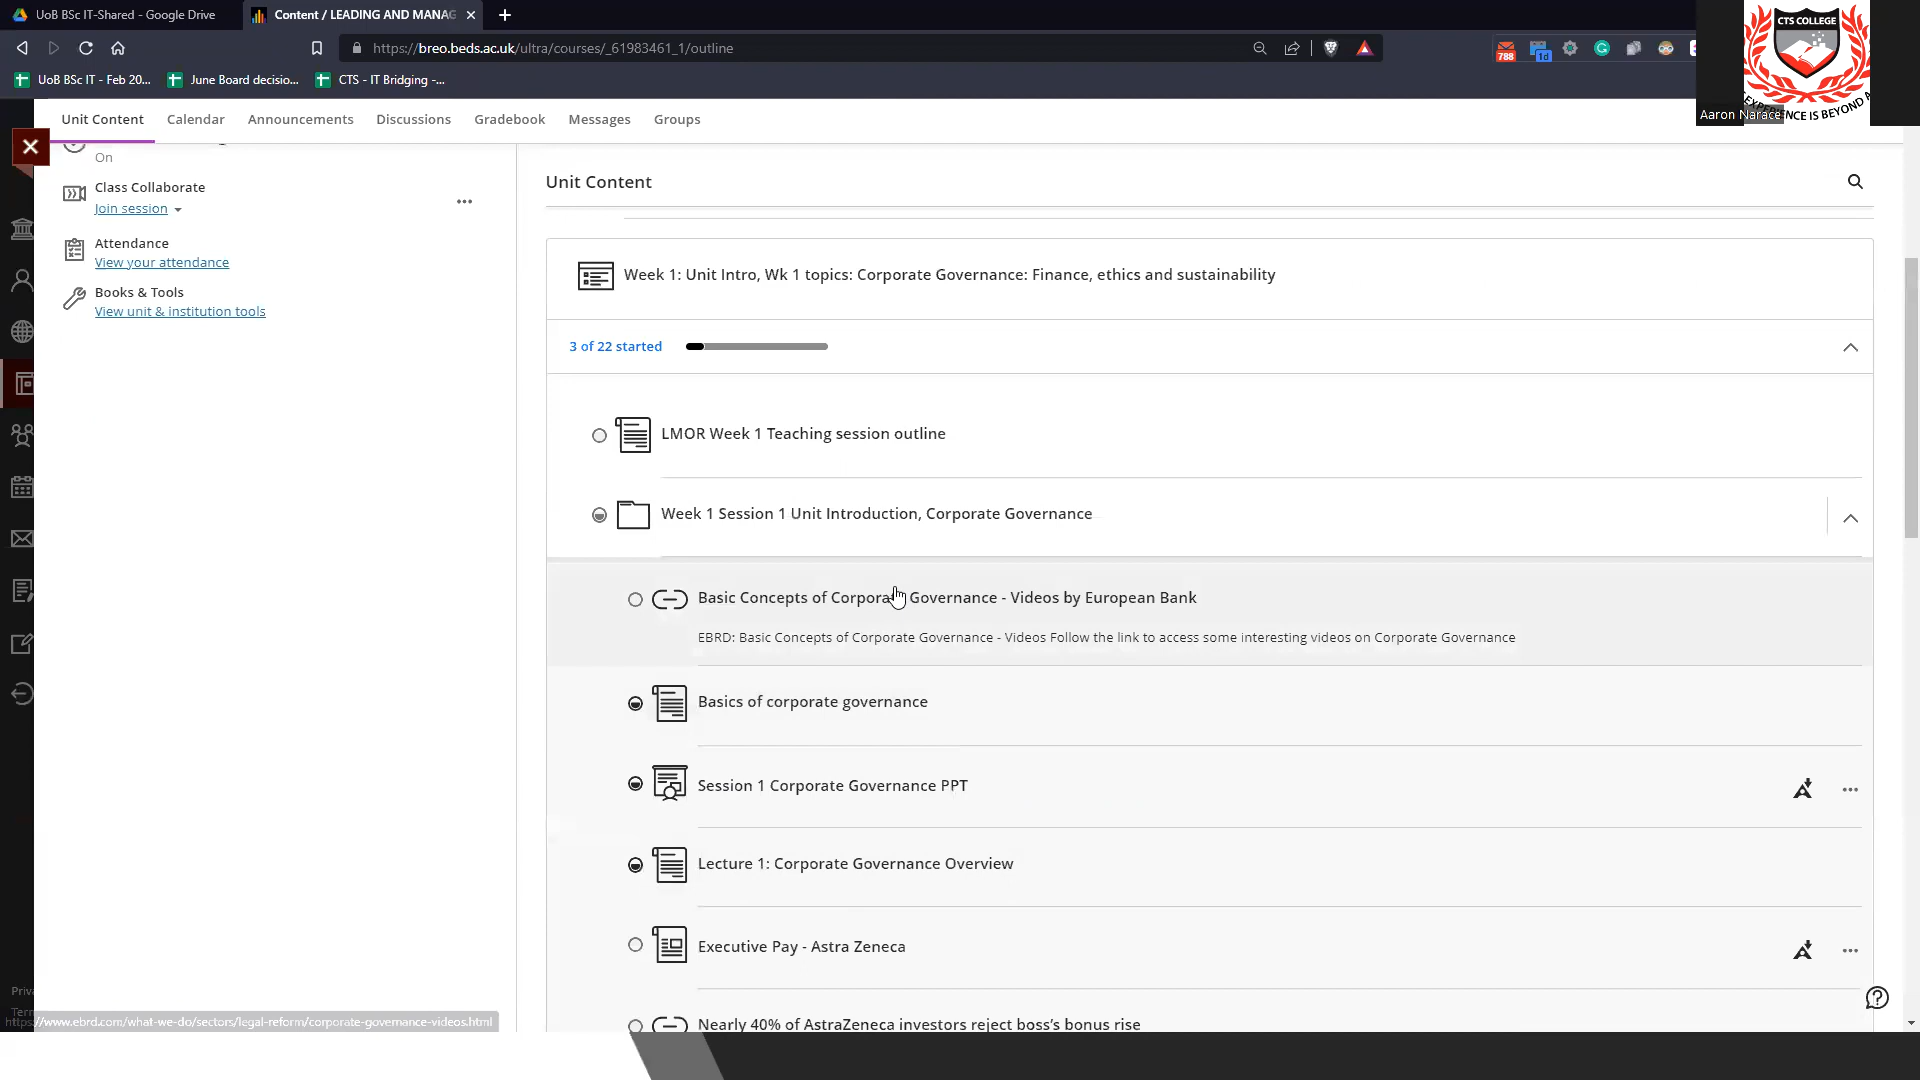 UoB BSc IT-Shared - Google Drive
Content / LEADING AND MANAG
https://breo.beds.ac.uk/ultra/courses/_61983461_1/outline
788
1d
UoB BSc IT - Feb 20...
June Board decisio...
CTS - IT Bridging -...
CTS COLLEGE
EXPERIENCE IS BEYOND A
Aaron Narace
Unit Content
Calendar
Announcements
Discussions
Gradebook
Messages
Groups
On
Class Collaborate
Join session
Attendance
View your attendance
Books & Tools
View unit & institution tools
Unit Content
Week 1: Unit Intro, Wk 1 topics: Corporate Governance: Finance, ethics and sustainability
3 of 22 started
LMOR Week 1 Teaching session outline
Week 1 Session 1 Unit Introduction, Corporate Governance
Basic Concepts of Corporate Governance - Videos by European Bank
EBRD: Basic Concepts of Corporate Governance - Videos Follow the link to access some interesting videos on Corporate Governance
Basics of corporate governance
Session 1 Corporate Governance PPT
Lecture 1: Corporate Governance Overview
Executive Pay - Astra Zeneca
Nearly 40% of AstraZeneca investors reject boss's bonus rise
Priva
Term
https://www.ebrd.com/what-we-do/sectors/legal-reform/corporate-governance-videos.html